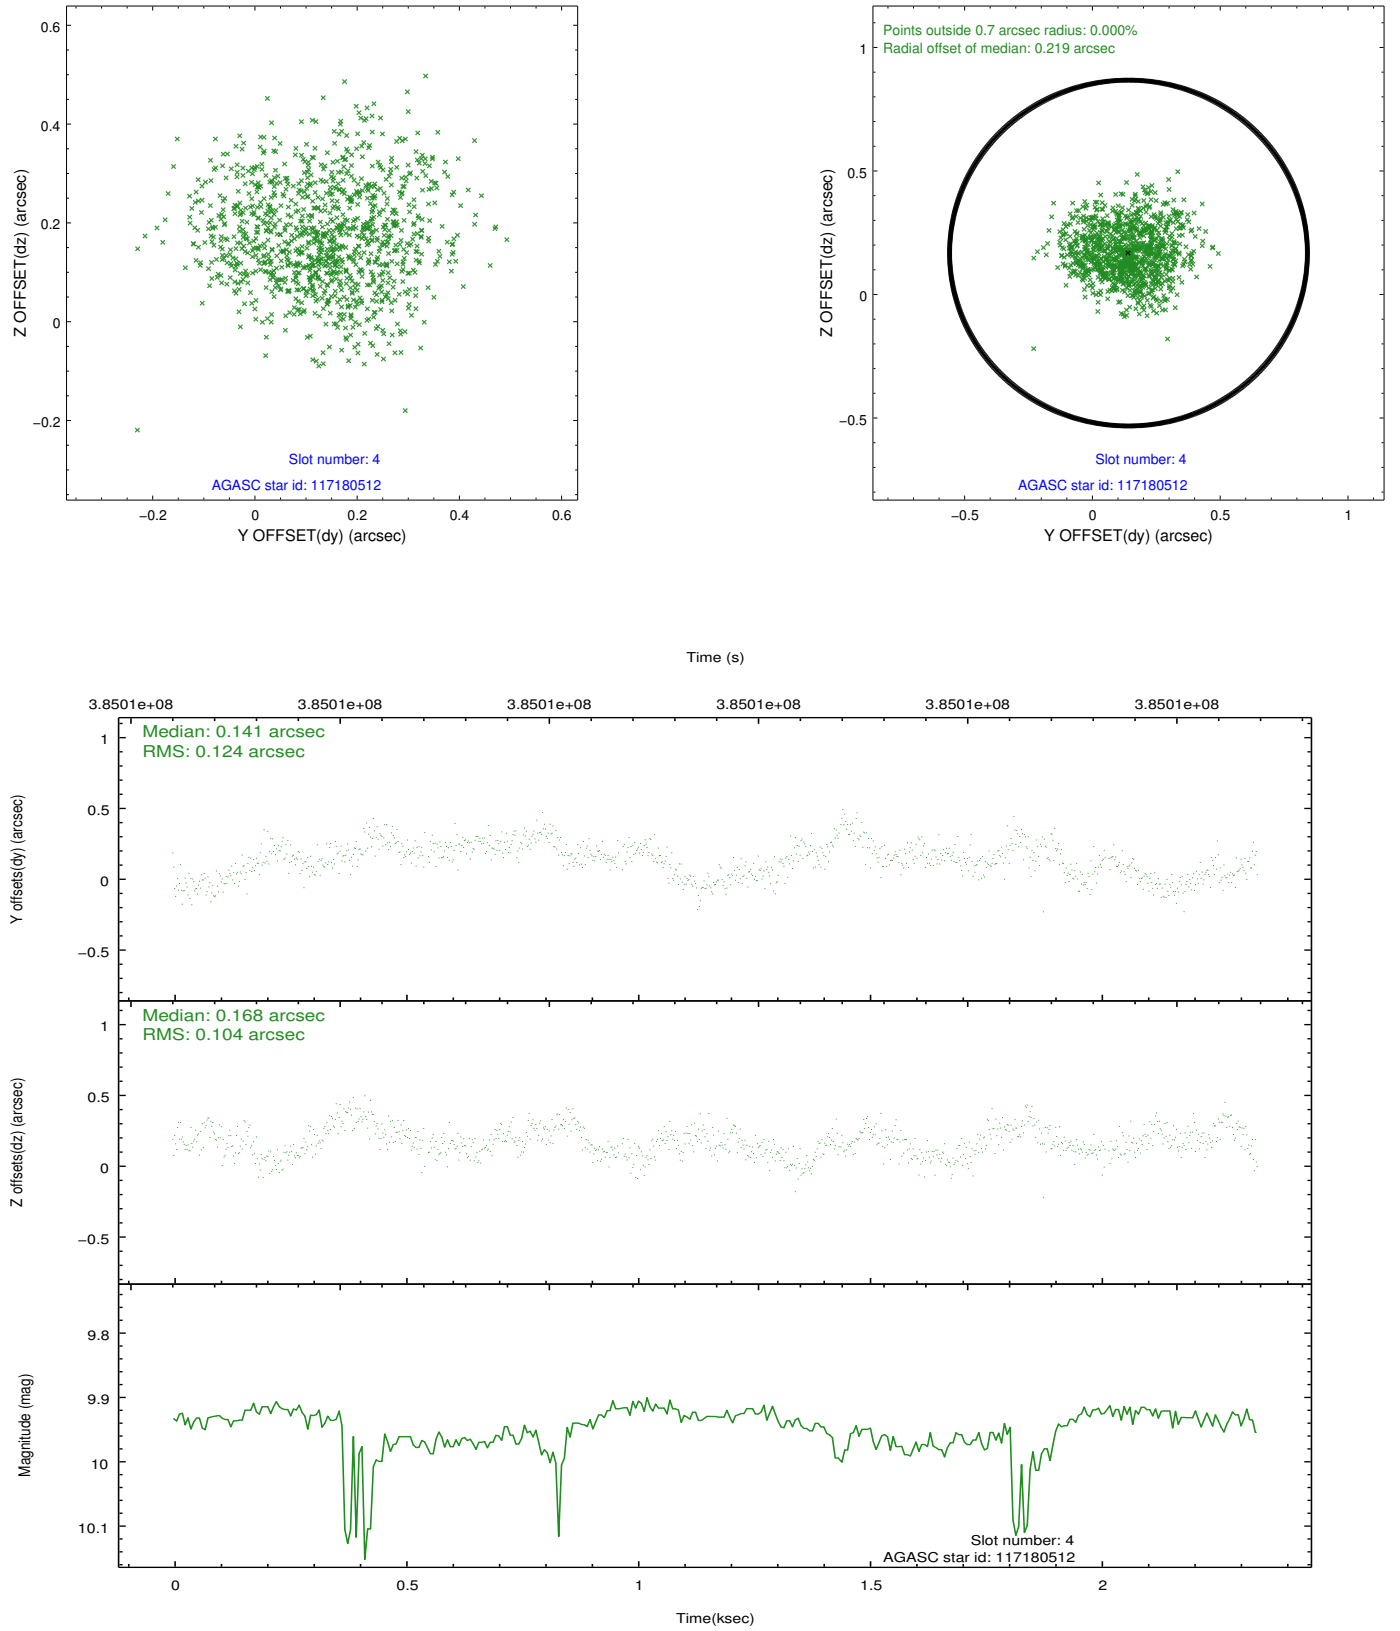 0.6
0.4
0.2
0
−0.2
Z OFFSET(dz) (arcsec)
Slot number: 4
AGASC star id: 117180512
−0.2 0 0.2 0.4 0.6
Y OFFSET(dy) (arcsec)
Points outside 0.7 arcsec radius: 0.000%
Radial offset of median: 0.219 arcsec
1
0.5
0
−0.5
Z OFFSET(dz) (arcsec)
Slot number: 4
AGASC star id: 117180512
−0.5 0 0.5 1
Y OFFSET(dy) (arcsec)
Time (s)
3.8501e+08 3.8501e+08 3.8501e+08 3.8501e+08 3.8501e+08 3.8501e+08
Median: 0.141 arcsec
RMS: 0.124 arcsec
1
0.5
0
−0.5
Y offsets(dy) (arcsec)
Median: 0.168 arcsec
RMS: 0.104 arcsec
1
0.5
0
−0.5
Z offsets(dz) (arcsec)
9.8
9.9
10
10.1
Magnitude (mag)
Slot number: 4
AGASC star id: 117180512
0 0.5 1 1.5 2
Time(ksec)